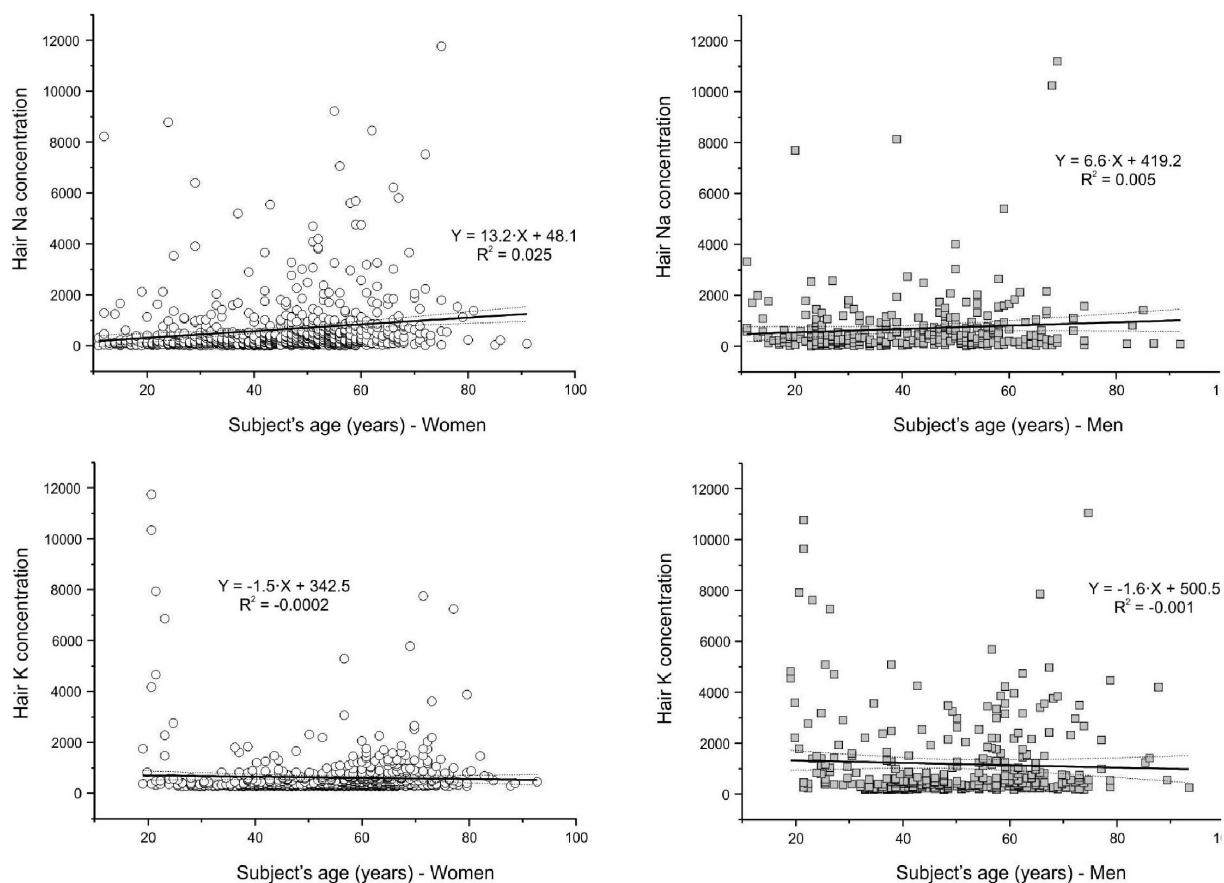 12000
10000
8000
6000
4000
2000
0
Hair Na concentration
Y = 13.2·X + 48.1
R² = 0.025
20 40 60 80 100
Subject's age (years) - Women
12000
10000
8000
6000
4000
2000
0
Hair Na concentration
Y = 6.6·X + 419.2
R² = 0.005
20 40 60 80 1
Subject's age (years) - Men
12000
10000
8000
6000
4000
2000
0
Hair K concentration
Y = -1.5·X + 342.5
R² = -0.0002
20 40 60 80 100
Subject's age (years) - Women
12000
10000
8000
6000
4000
2000
0
Hair K concentration
Y = -1.6·X + 500.5
R² = -0.001
20 40 60 80 1
Subject's age (years) - Men